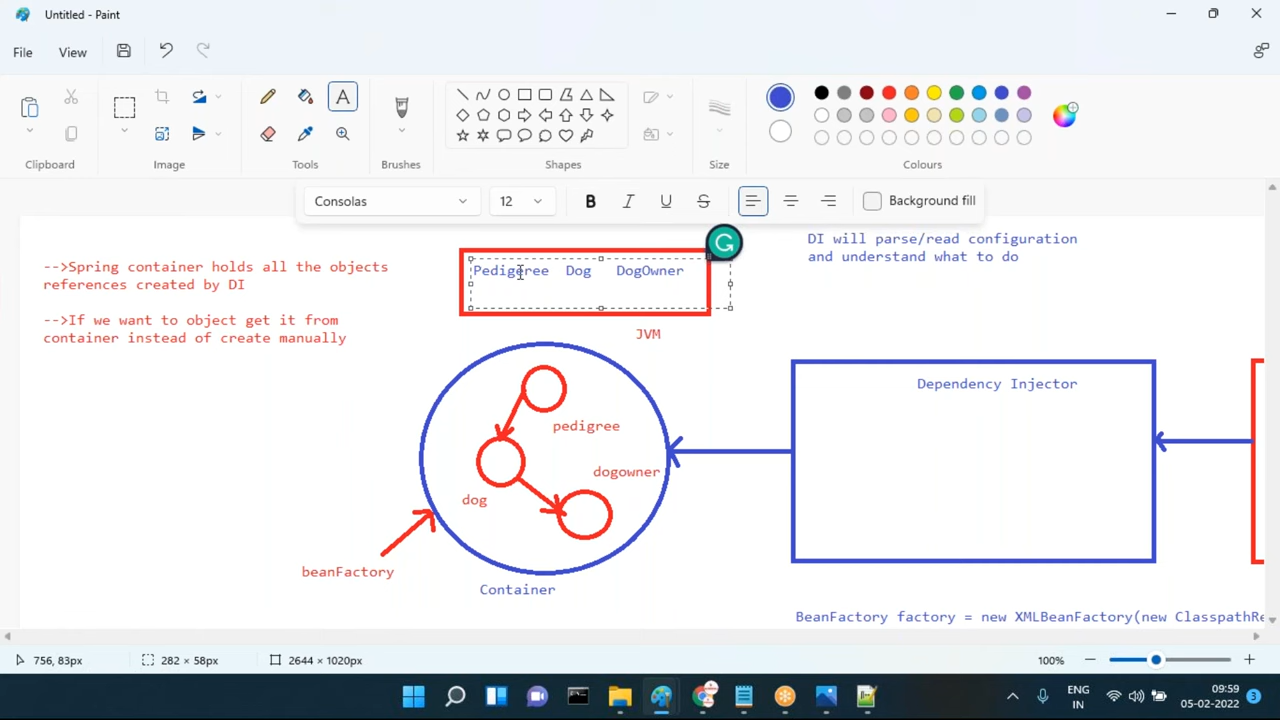 Untitled - Paint
File View
Clipboard
Image
Tools
Brushes
Shapes
Size
Colours
Consolas 12 B I U S Background fill
G
DI will parse/read configuration
and understand what to do
-->Spring container holds all the objects
references created by DI
-->If we want to object get it from
container instead of create manually
Pedigeree Dog DogOwner
JVM
Dependency Injector
pedigree
dogowner
dog
beanFactory
Container
BeanFactory factory = new XMLBeanFactory(new ClasspathRe
756, 83px 282 × 58px 2644 × 1020px 100%
ENG
IN
09:59
05-02-2022
3